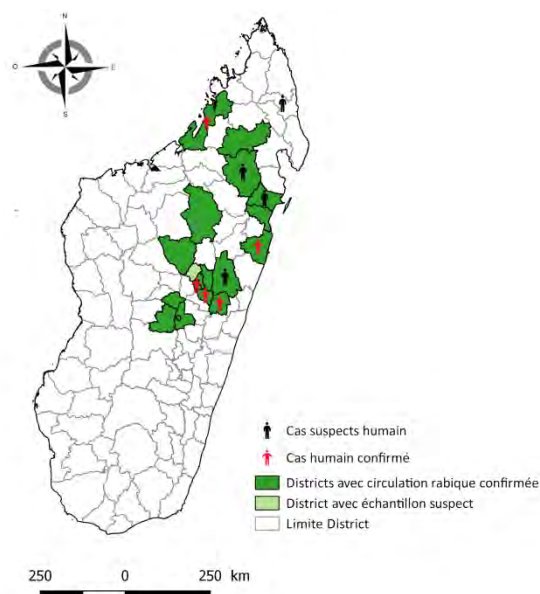 N
O
E
S
Cas suspects humain
Cas humain confirmé
Districts avec circulation rabique confirmée
District avec échantillon suspect
Limite District
250 0 250 km